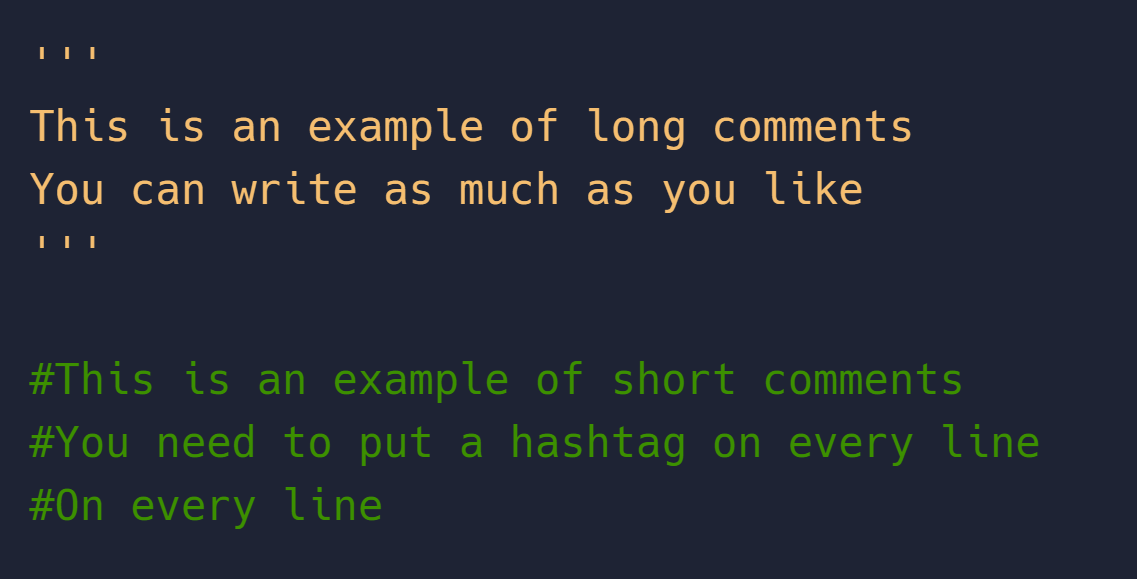 '''
This is an example of long comments
You can write as much as you like
'''
#This is an example of short comments
#You need to put a hashtag on every line
#On every line